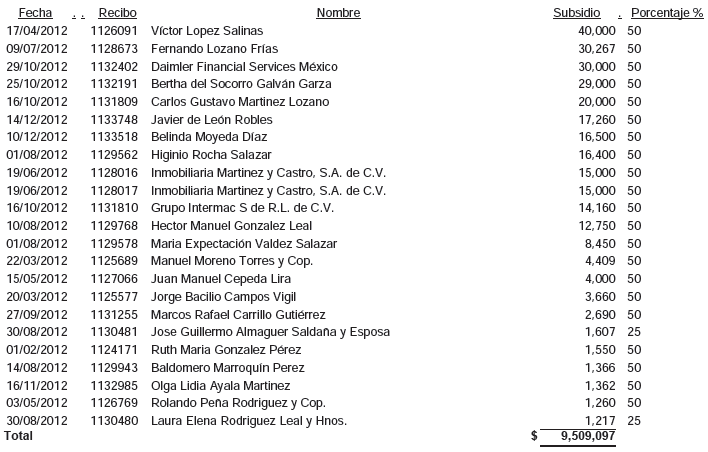 Fecha . . Recibo Nombre Subsidio . Porcentaje %
17/04/2012 1126091 Víctor Lopez Salinas 40,000 50
09/07/2012 1128673 Fernando Lozano Frías 30,267 50
29/10/2012 1132402 Daimler Financial Services México 30,000 50
25/10/2012 1132191 Bertha del Socorro Galván Garza 29,000 50
16/10/2012 1131809 Carlos Gustavo Martinez Lozano 20,000 50
14/12/2012 1133748 Javier de León Robles 17,260 50
10/12/2012 1133518 Belinda Moyeda Díaz 16,500 50
01/08/2012 1129562 Higinio Rocha Salazar 16,400 50
19/06/2012 1128016 Inmobiliaria Martinez y Castro, S.A. de C.V. 15,000 50
19/06/2012 1128017 Inmobiliaria Martinez y Castro, S.A. de C.V. 15,000 50
16/10/2012 1131810 Grupo Intermac S de R.L. de C.V. 14,160 50
10/08/2012 1129768 Hector Manuel Gonzalez Leal 12,750 50
01/08/2012 1129578 Maria Expectación Valdez Salazar 8,450 50
22/03/2012 1125689 Manuel Moreno Torres y Cop. 4,409 50
15/05/2012 1127066 Juan Manuel Cepeda Lira 4,000 50
20/03/2012 1125577 Jorge Bacilio Campos Vigil 3,660 50
27/09/2012 1131255 Marcos Rafael Carrillo Gutiérrez 2,690 50
30/08/2012 1130481 Jose Guillermo Almaguer Saldaña y Esposa 1,607 25
01/02/2012 1124171 Ruth Maria Gonzalez Pérez 1,550 50
14/08/2012 1129943 Baldomero Marroquín Perez 1,366 50
16/11/2012 1132985 Olga Lidia Ayala Martinez 1,362 50
03/05/2012 1126769 Rolando Peña Rodriguez y Cop. 1,260 50
30/08/2012 1130480 Laura Elena Rodriguez Leal y Hnos. 1,217 25
Total $ 9,509,097